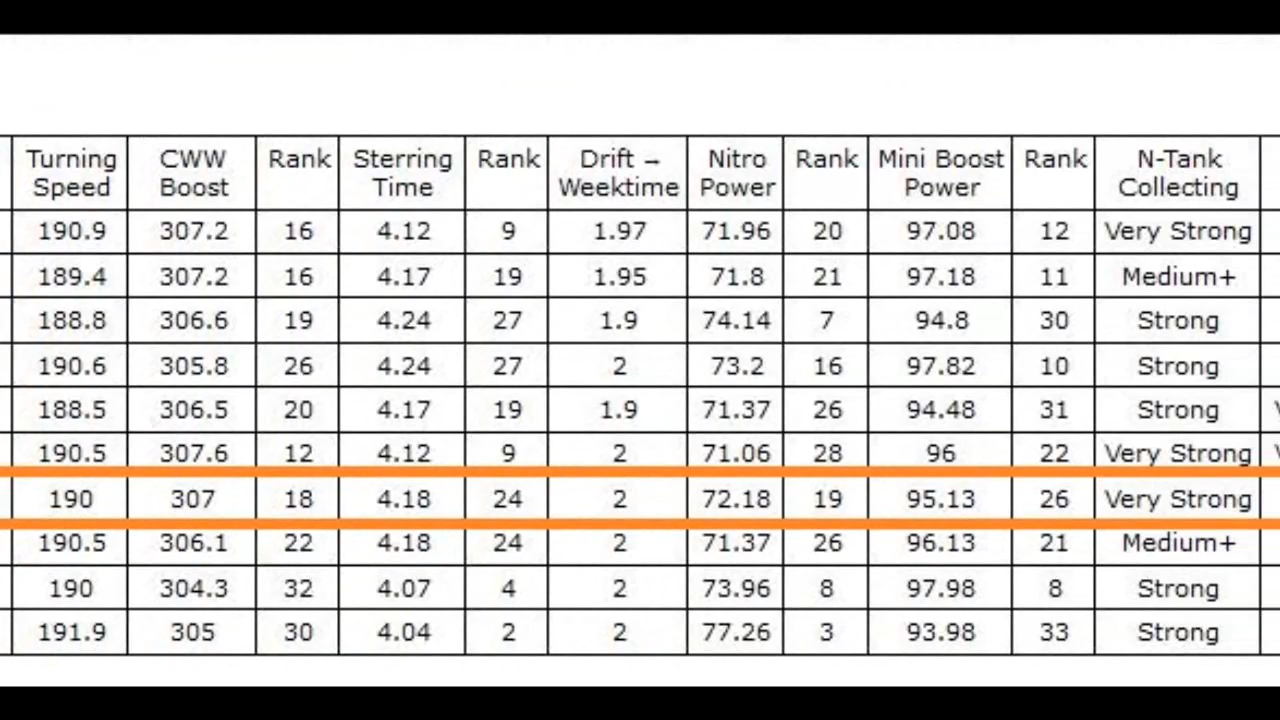 Turning Speed CWW Boost Rank Sterring Time Rank Drift → Weektime Nitro Power Rank Mini Boost Power Rank N-Tank Collecting
190.9 307.2 16 4.12 9 1.97 71.96 20 97.08 12 Very Strong
189.4 307.2 16 4.17 19 1.95 71.8 21 97.18 11 Medium+
188.8 306.6 19 4.24 27 1.9 74.14 7 94.8 30 Strong
190.6 305.8 26 4.24 27 2 73.2 16 97.82 10 Strong
188.5 306.5 20 4.17 19 1.9 71.37 26 94.48 31 Strong
190.5 307.6 12 4.12 9 2 71.06 28 96 22 Very Strong
190 307 18 4.18 24 2 72.18 19 95.13 26 Very Strong
190.5 306.1 22 4.18 24 2 71.37 26 96.13 21 Medium+
190 304.3 32 4.07 4 2 73.96 8 97.98 8 Strong
191.9 305 30 4.04 2 2 77.26 3 93.98 33 Strong